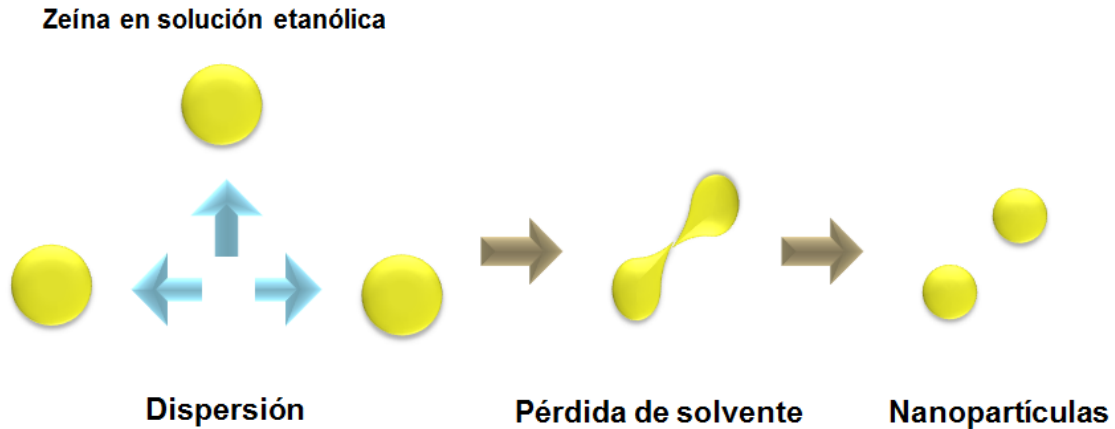 Zeína en solución etanólica
Dispersión
Pérdida de solvente
Nanopartículas